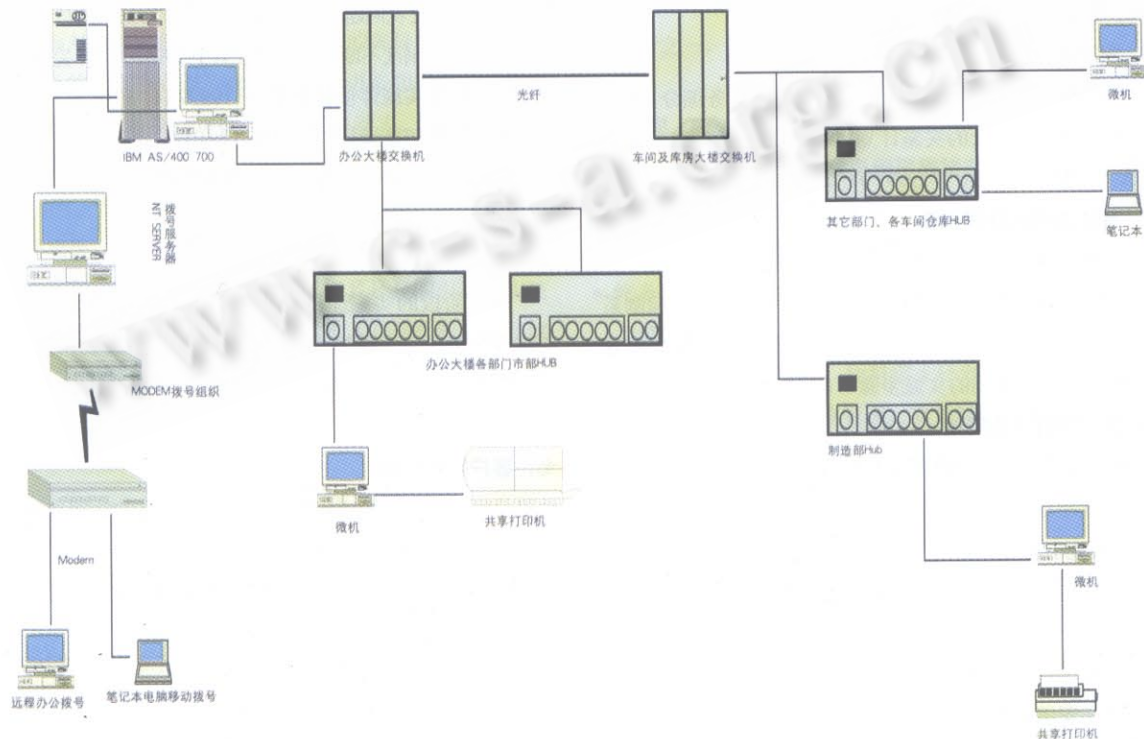 IBM AS/400 700
办公大楼交换机
光纤
车间及库房大楼交换机
微机
其它部门、各车间仓库HUB
笔记本
拨号服务器
NT SERVER
办公大楼各部门市部HUB
MODEM拨号组织
制造部Hub
微机
共享打印机
Modern
微机
远程办公拨号
笔记本电脑移动拨号
共享打印机
www.c-s-a.org.cn